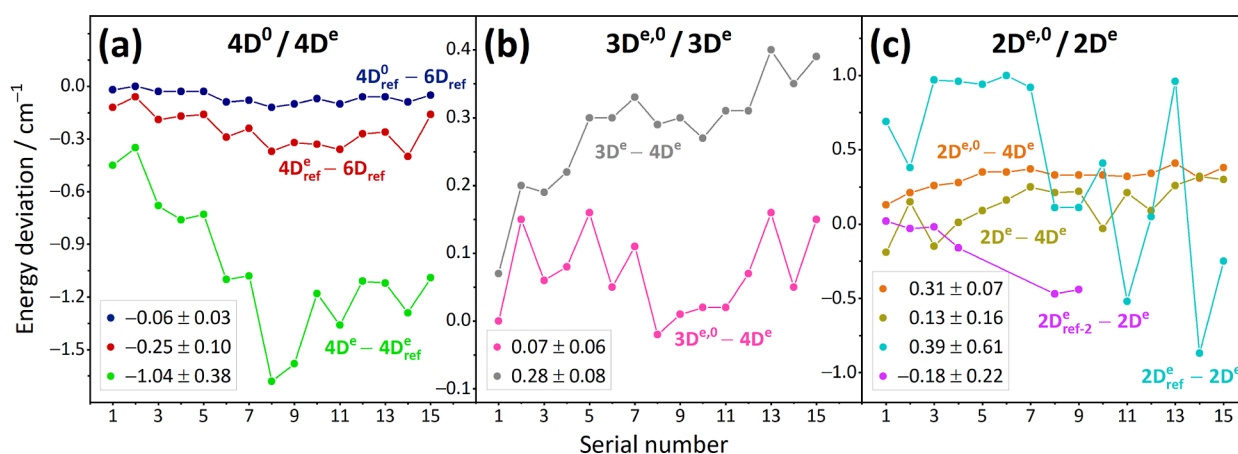 (a) 4D⁰ / 4Dᵉ
(b) 3Dᵉ,⁰ / 3Dᵉ
(c) 2Dᵉ,⁰ / 2Dᵉ
Energy deviation / cm⁻¹
0.0
−0.3
−0.6
−0.9
−1.2
−1.5
4D⁰ref − 6Dref
4Dᵉref − 6Dref
4Dᵉ − 4Dᵉref
−0.06 ± 0.03
−0.25 ± 0.10
−1.04 ± 0.38
1 3 5 7 9 11 13 15
0.4
0.3
0.2
0.1
0.0
−0.1
3Dᵉ − 4Dᵉ
3Dᵉ,⁰ − 4Dᵉ
0.07 ± 0.06
0.28 ± 0.08
1 3 5 7 9 11 13 15
1.0
0.5
0.0
−0.5
−1.0
2Dᵉ,⁰ − 4Dᵉ
2Dᵉ − 4Dᵉ
2Dᵉref-2 − 2Dᵉ
2Dᵉref − 2Dᵉ
0.31 ± 0.07
0.13 ± 0.16
0.39 ± 0.61
−0.18 ± 0.22
1 3 5 7 9 11 13 15
Serial number